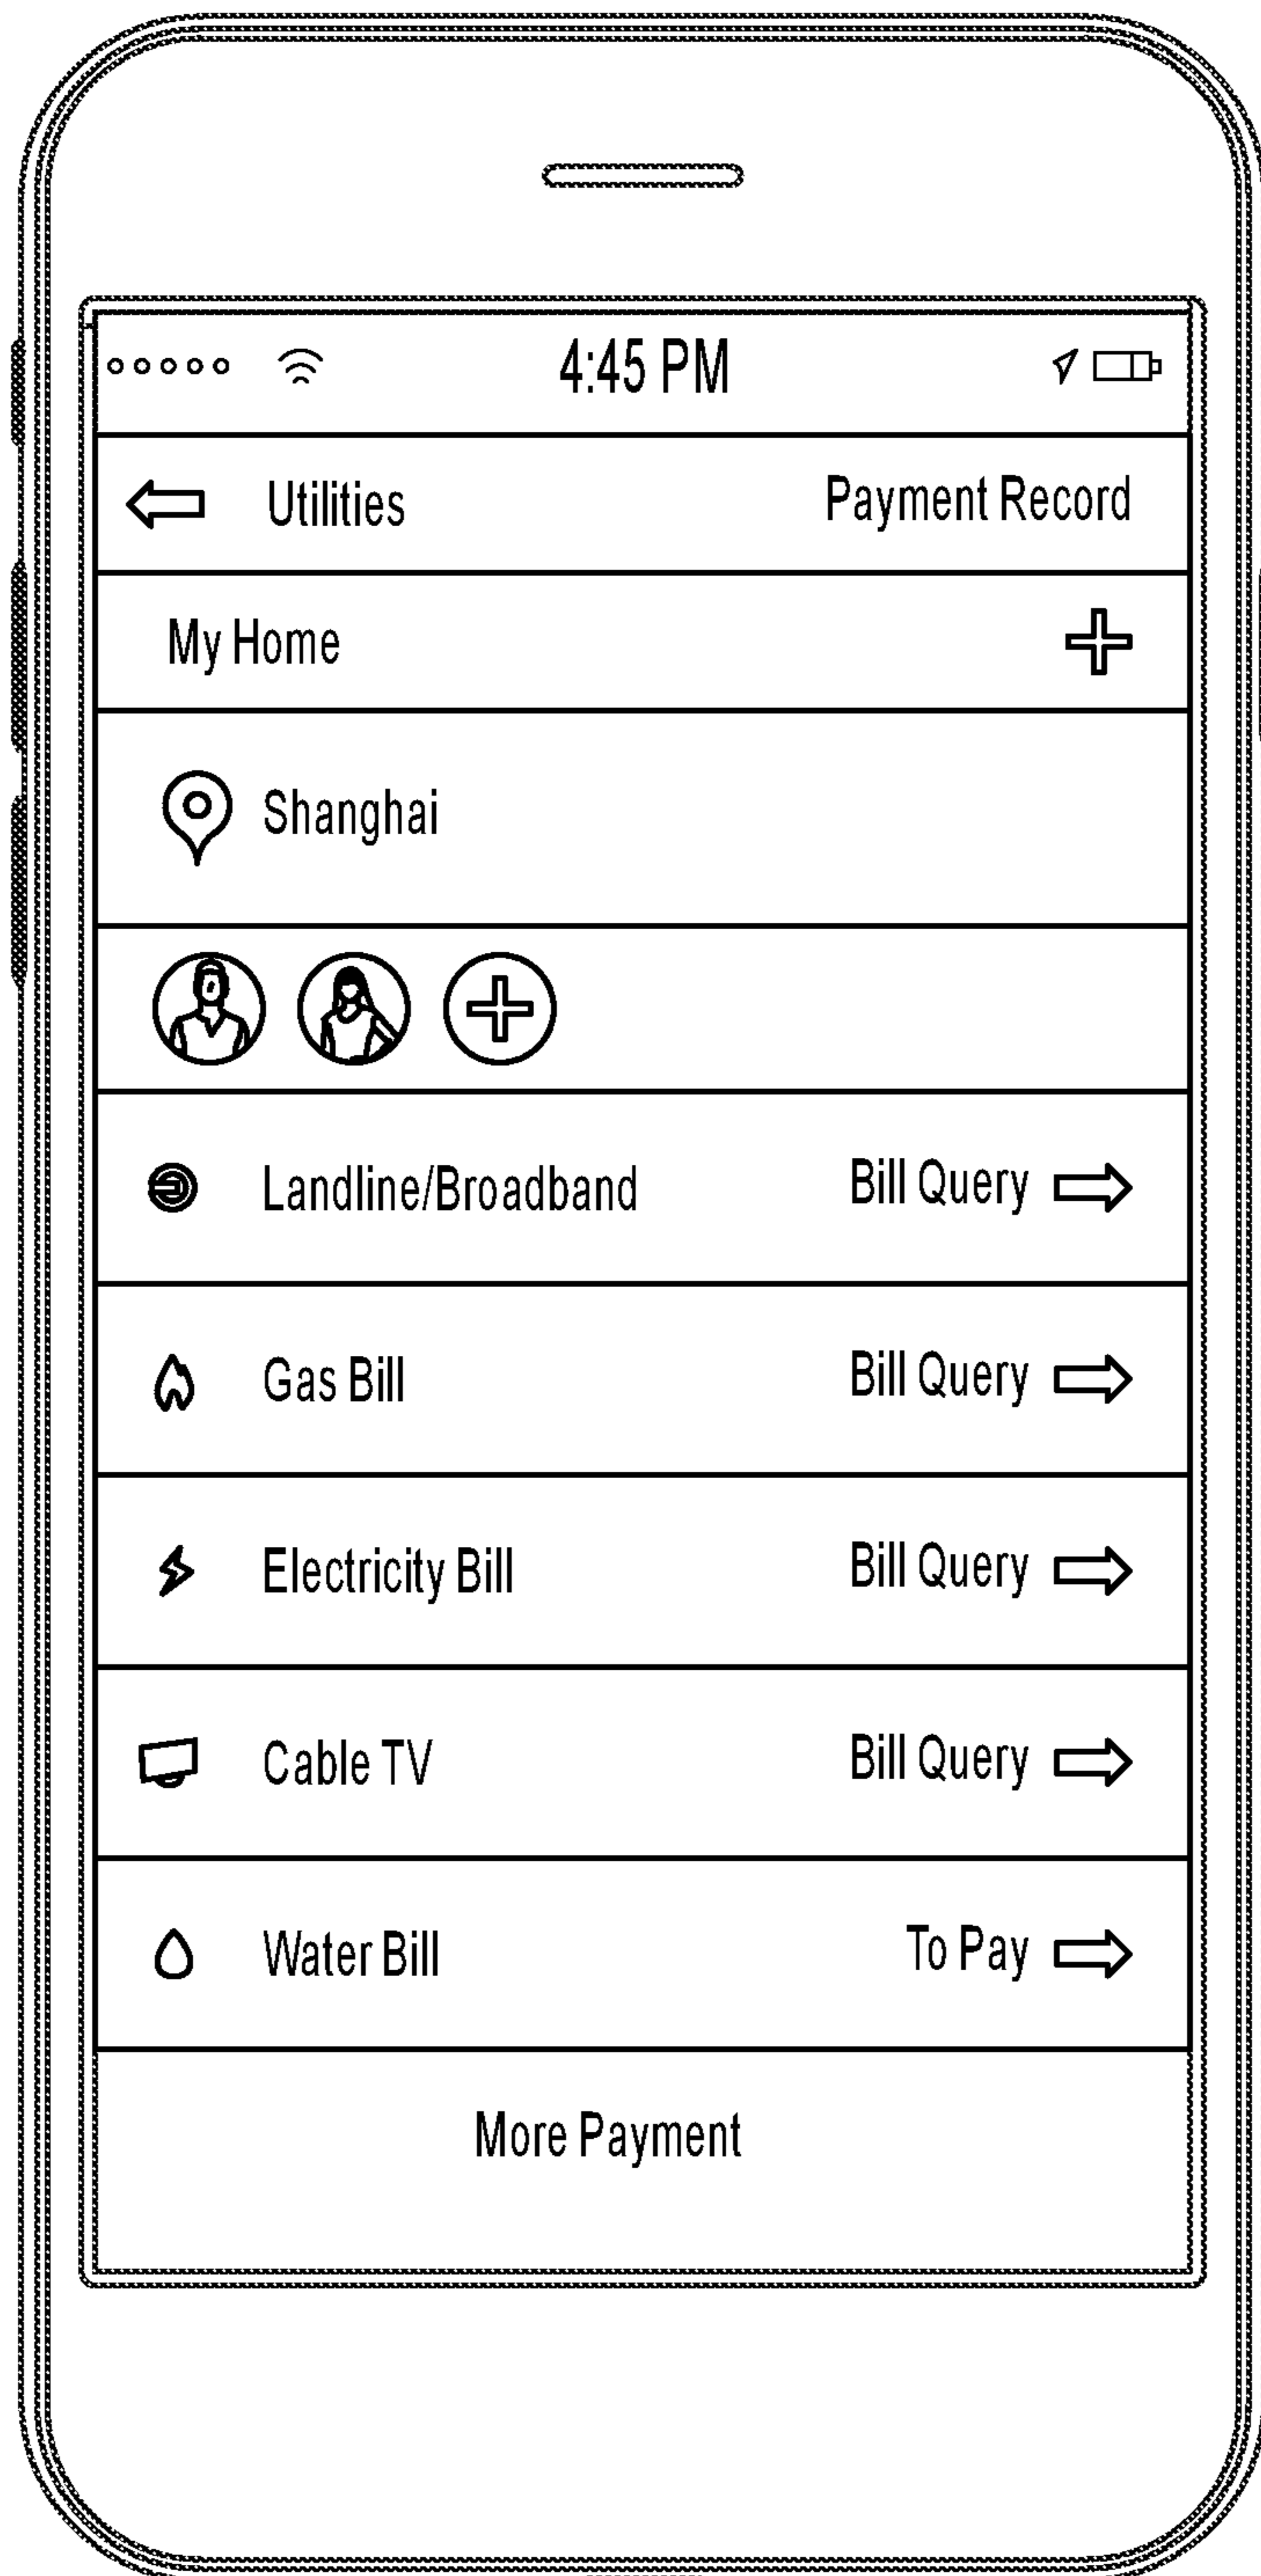 4:45 PM
Utilities Payment Record
My Home
Shanghai
Landline/Broadband Bill Query
Gas Bill Bill Query
Electricity Bill Bill Query
Cable TV Bill Query
Water Bill To Pay
More Payment